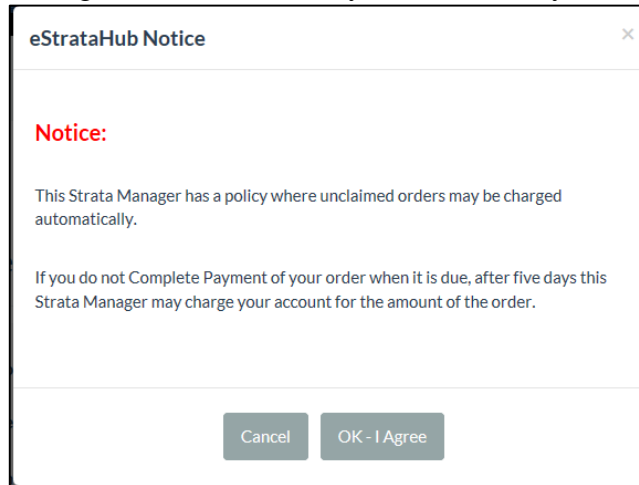 eStrataHub Notice
×
Notice:
This Strata Manager has a policy where unclaimed orders may be charged
automatically.
If you do not Complete Payment of your order when it is due, after five days this
Strata Manager may charge your account for the amount of the order.
Cancel
OK - I Agree